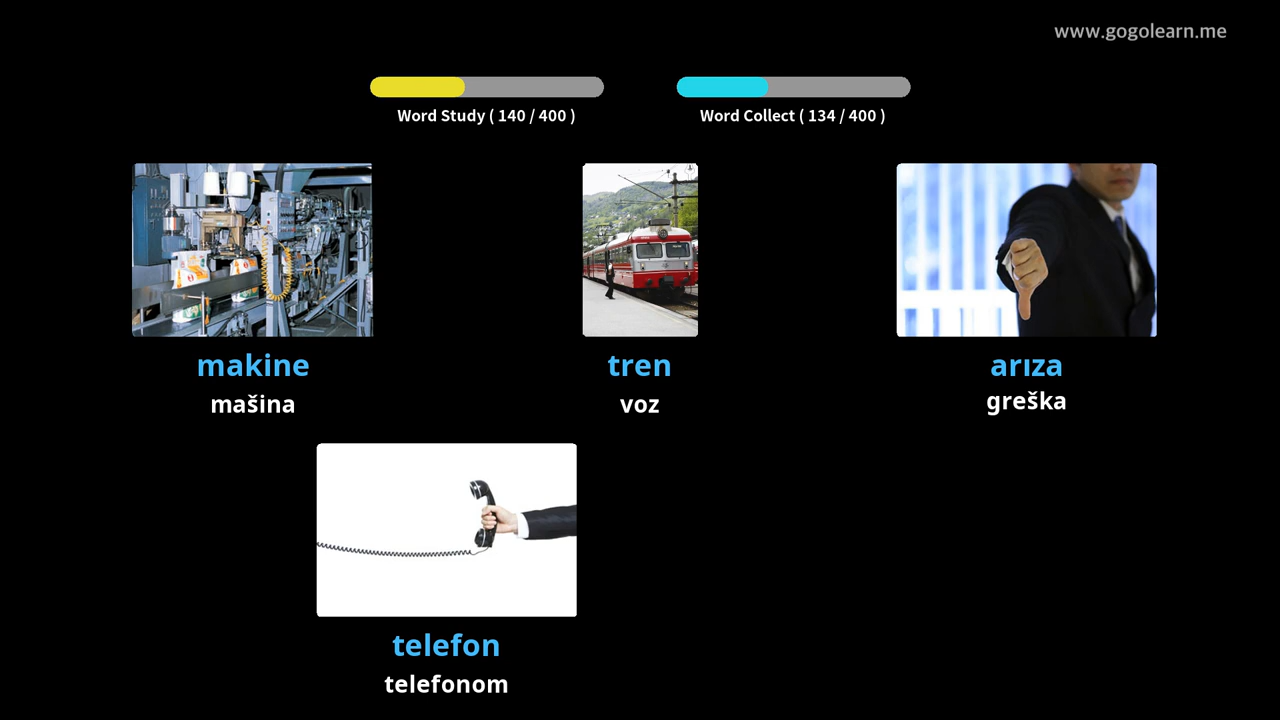 www.gogolearn.me
Word Study ( 140 / 400 )
Word Collect ( 134 / 400 )
makine
mašina
tren
voz
arıza
greška
telefon
telefonom